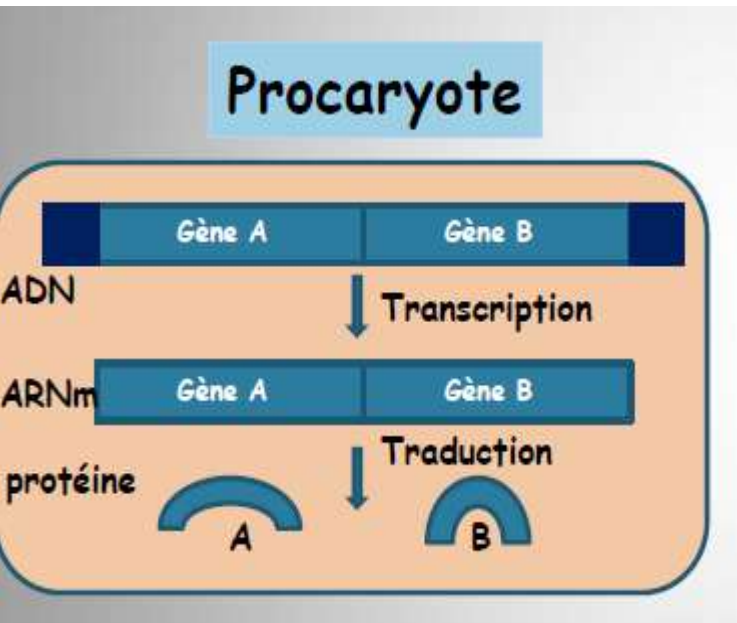 Procaryote
Gène A Gène B
ADN
Transcription
ARNm Gène A Gène B
Traduction
protéine
A B